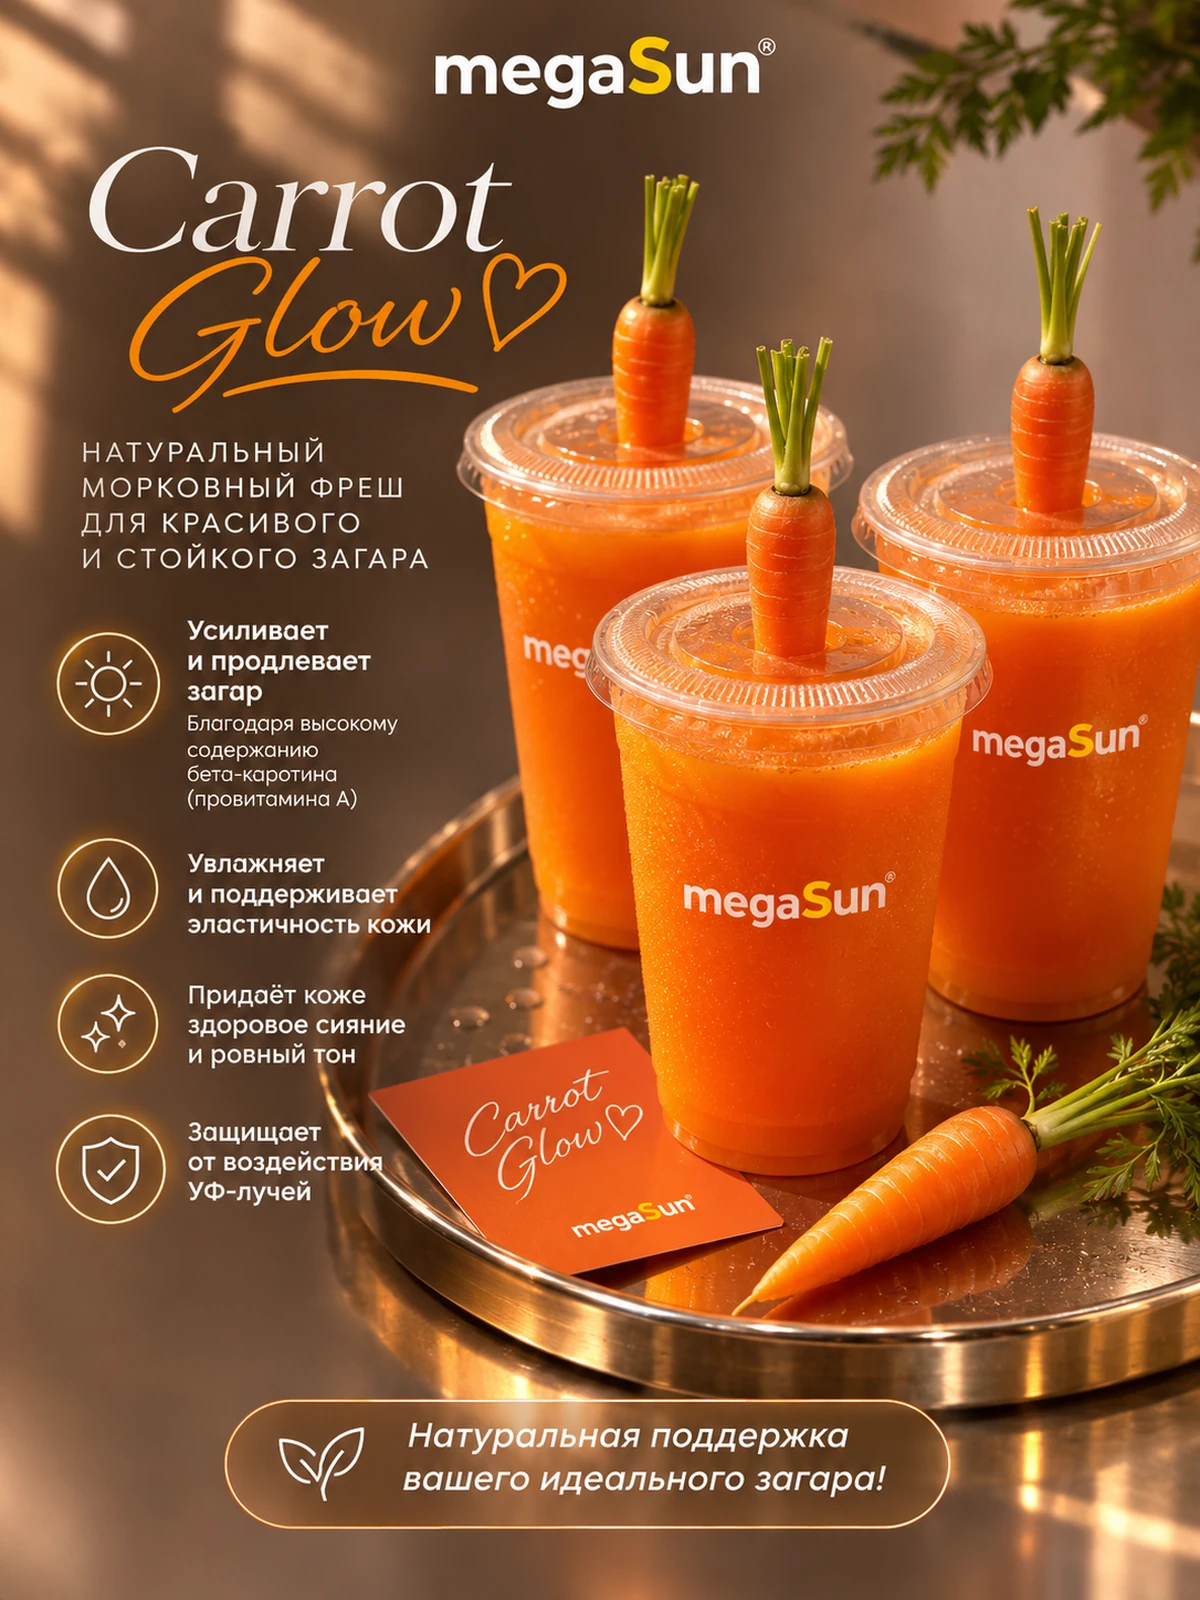 megaSun®
Carrot
Glow
НАТУРАЛЬНЫЙ
МОРКОВНЫЙ ФРЕШ
ДЛЯ КРАСИВОГО
И СТОЙКОГО ЗАГАРА
Усиливает
и продлевает
загар
Благодаря высокому
содержанию
бета-каротина
(провитамина А)
Увлажняет
и поддерживает
эластичность кожи
Придаёт коже
здоровое сияние
и ровный тон
Защищает
от воздействия
УФ-лучей
meg
megaSun®
megaSun®
Carrot
Glow
megaSun®
Натуральная поддержка
вашего идеального загара!